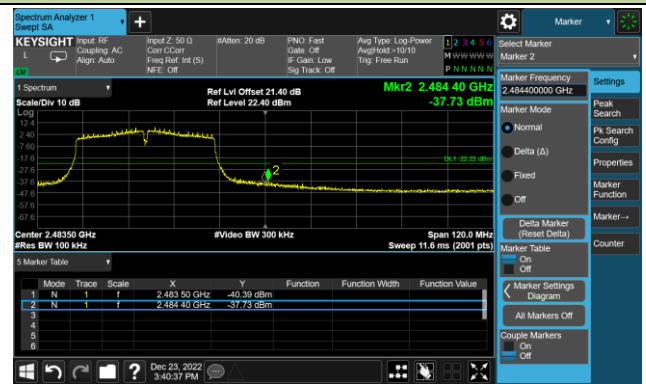 Spectrum Analyzer 1
Swept SA
Marker
KEYSIGHT Input: RF Input Z: 50 Ω #Atten: 20 dB PNO: Fast Avg Type: Log-Power 1 2 3 4 5 6
L Coupling: AC Corr CCorr Gate: Off Avg|Hold:>10/10 M W W W W W
Align: Auto Freq Ref: Int (S) IF Gain: Low Trig: Free Run
NFE: Off Sig Track: Off P N N N N N
Select Marker
Marker 2
1 Spectrum
Scale/Div 10 dB
Ref Lvl Offset 21.40 dB
Ref Level 22.40 dBm
Mkr2 2.484 40 GHz
-37.73 dBm
Log
12.4
2.40
-7.60
-17.6
-27.6
-37.6
-47.6
-57.6
-67.6
DL1 -22.22 dBm
2
Center 2.48350 GHz #Video BW 300 kHz Span 120.0 MHz
#Res BW 100 kHz Sweep 11.6 ms (2001 pts)
5 Marker Table
Mode Trace Scale X Y Function Function Width Function Value
1 N 1 f 2.483 50 GHz -40.39 dBm
2 N 1 f 2.484 40 GHz -37.73 dBm
3
4
5
6
Marker Frequency
2.484400000 GHz
Marker Mode
Normal
Delta (Δ)
Fixed
Off
Delta Marker
(Reset Delta)
Marker Table
On
Off
Marker Settings
Diagram
All Markers Off
Couple Markers
On
Off
Settings
Peak
Search
Pk Search
Config
Properties
Marker
Function
Marker→
Counter
Dec 23, 2022
3:40:37 PM